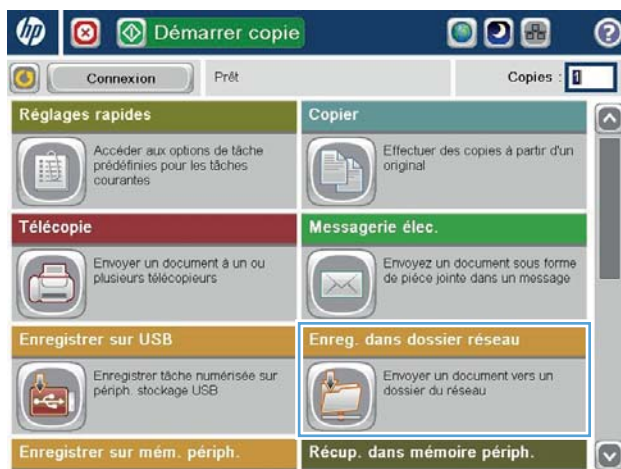 hp Démarrer copie ?
Connexion Prêt Copies : 1
Réglages rapides
Accéder aux options de tâche
prédéfinies pour les tâches
courantes
Copier
Effectuer des copies à partir d'un
original
Télécopie
Envoyer un document à un ou
plusieurs télécopieurs
Messagerie élec.
Envoyez un document sous forme
de pièce jointe dans un message
Enregistrer sur USB
Enregistrer tâche numérisée sur
périph. stockage USB
Enreg. dans dossier réseau
Envoyer un document vers un
dossier du réseau
Enregistrer sur mém. périph.
Récup. dans mémoire périph.